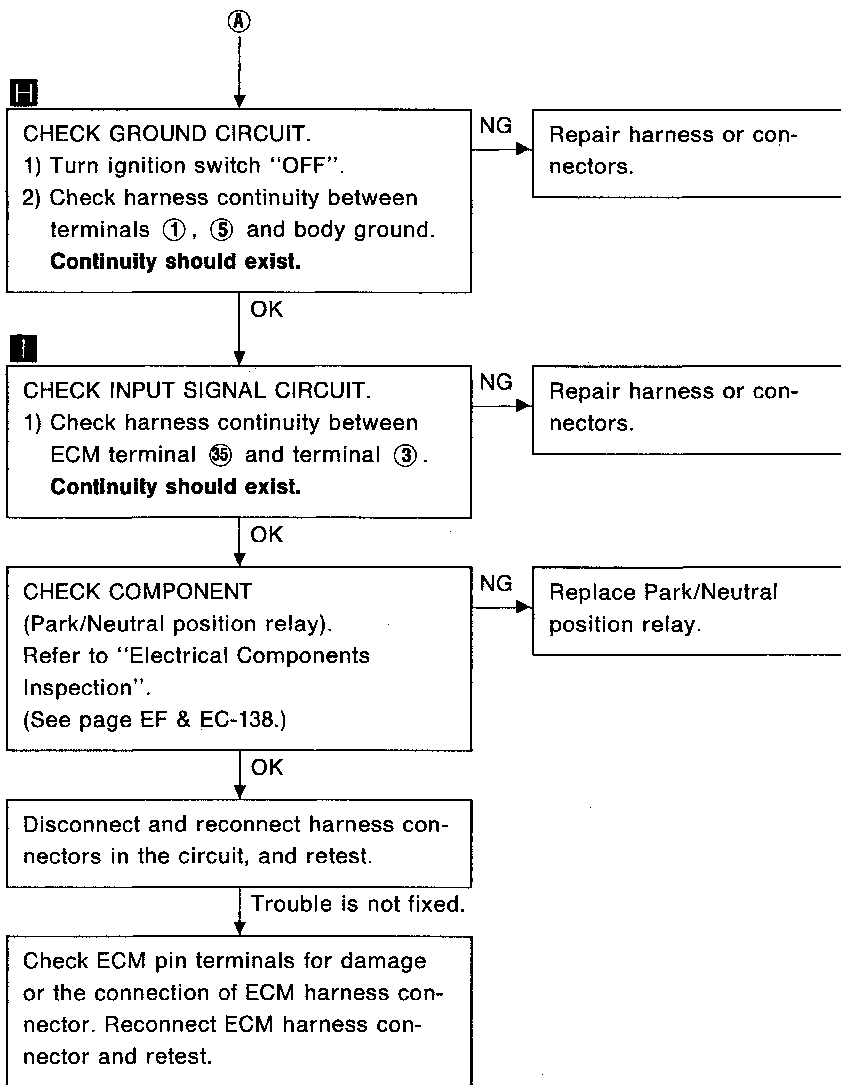 Ⓐ
H
CHECK GROUND CIRCUIT.
1) Turn ignition switch "OFF".
2) Check harness continuity between
terminals ①, ⑤ and body ground.
Continuity should exist.
NG
Repair harness or con-
nectors.
OK
I
CHECK INPUT SIGNAL CIRCUIT.
1) Check harness continuity between
ECM terminal ㉟ and terminal ③.
Continuity should exist.
NG
Repair harness or con-
nectors.
OK
CHECK COMPONENT
(Park/Neutral position relay).
Refer to "Electrical Components
Inspection".
(See page EF & EC-138.)
NG
Replace Park/Neutral
position relay.
OK
Disconnect and reconnect harness con-
nectors in the circuit, and retest.
Trouble is not fixed.
Check ECM pin terminals for damage
or the connection of ECM harness con-
nector. Reconnect ECM harness con-
nector and retest.